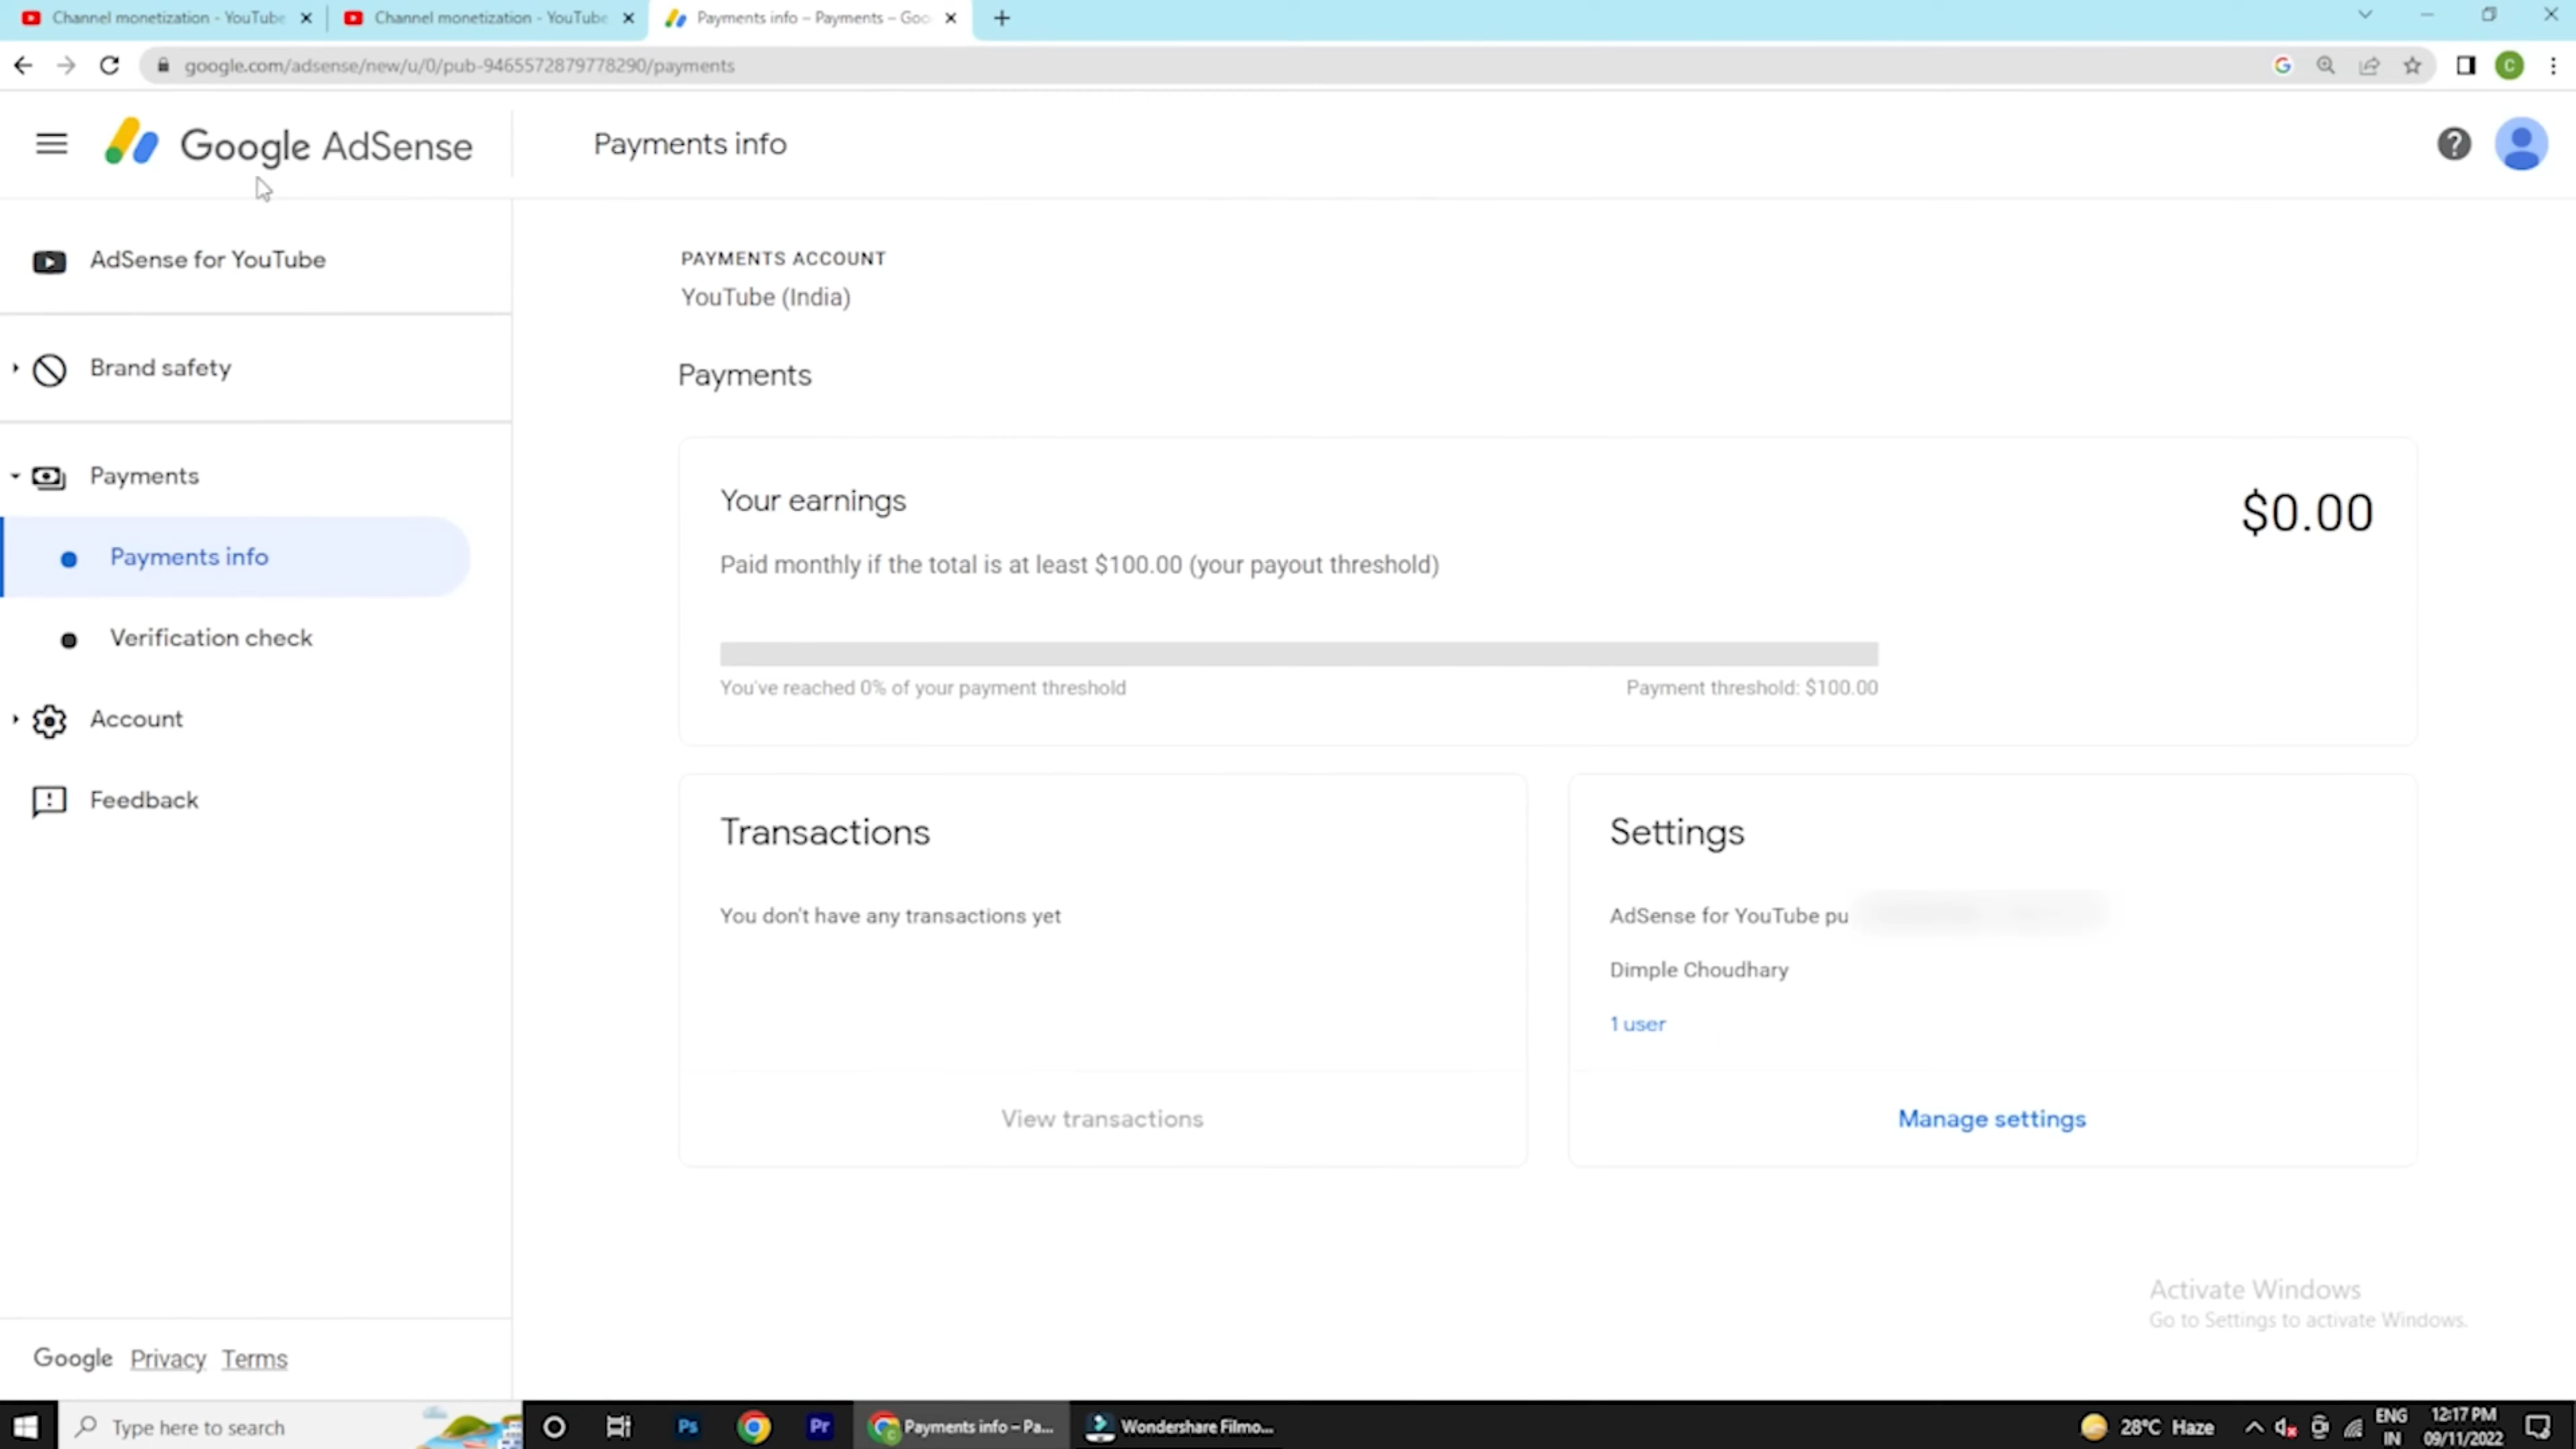 Channel monetization - YouTube
Channel monetization - YouTube
Payments info – Payments – Goo
google.com/adsense/new/u/0/pub-9465572879778290/payments
G
C
Google AdSense
Payments info
?
AdSense for YouTube
Brand safety
Payments
Payments info
Verification check
Account
Feedback
PAYMENTS ACCOUNT
YouTube (India)
Payments
Your earnings
$0.00
Paid monthly if the total is at least $100.00 (your payout threshold)
You've reached 0% of your payment threshold
Payment threshold: $100.00
Transactions
You don't have any transactions yet
View transactions
Settings
AdSense for YouTube pu
Dimple Choudhary
1 user
Manage settings
Activate Windows
Go to Settings to activate Windows.
Google Privacy Terms
Type here to search
Ps
Pr
Payments info – Pa...
Wondershare Filmo...
28°C Haze
ENG
IN
12:17 PM
09/11/2022